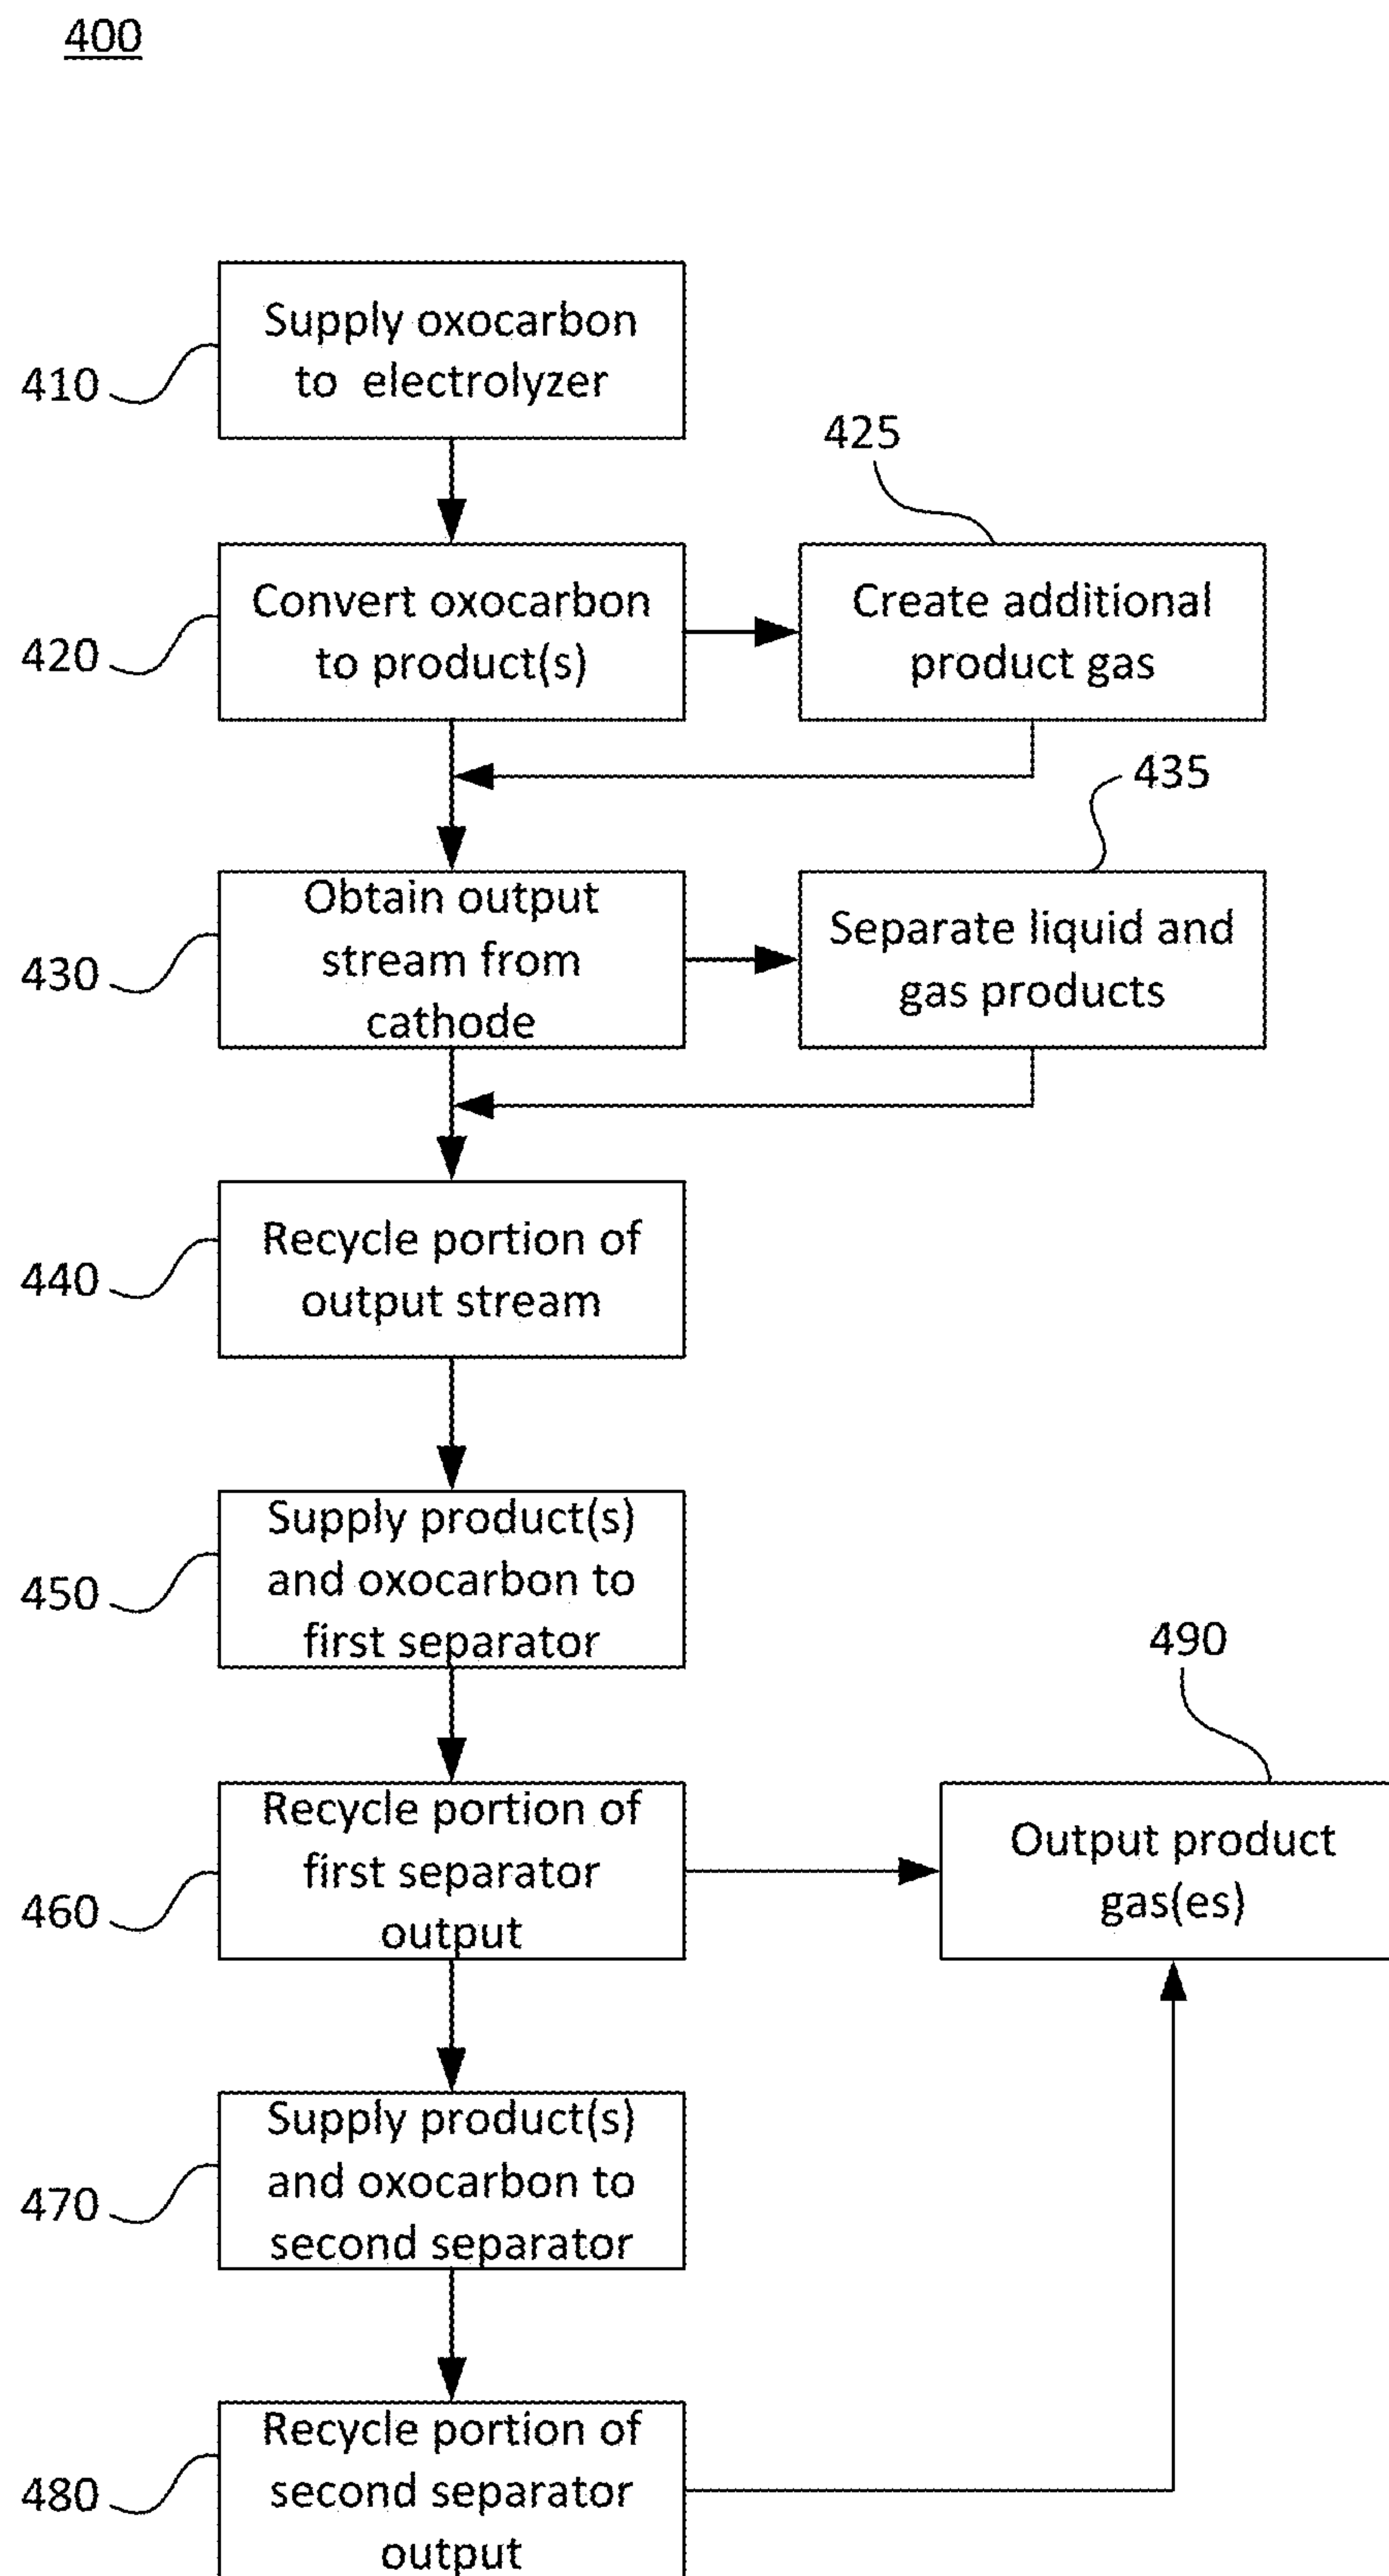 400
Supply oxocarbon
to electrolyzer
410
425
Convert oxocarbon
to product(s)
420
Create additional
product gas
435
Obtain output
stream from
cathode
430
Separate liquid and
gas products
Recycle portion of
output stream
440
Supply product(s)
and oxocarbon to
first separator
450
490
Recycle portion of
first separator
output
460
Output product
gas(es)
Supply product(s)
and oxocarbon to
second separator
470
Recycle portion of
second separator
output
480